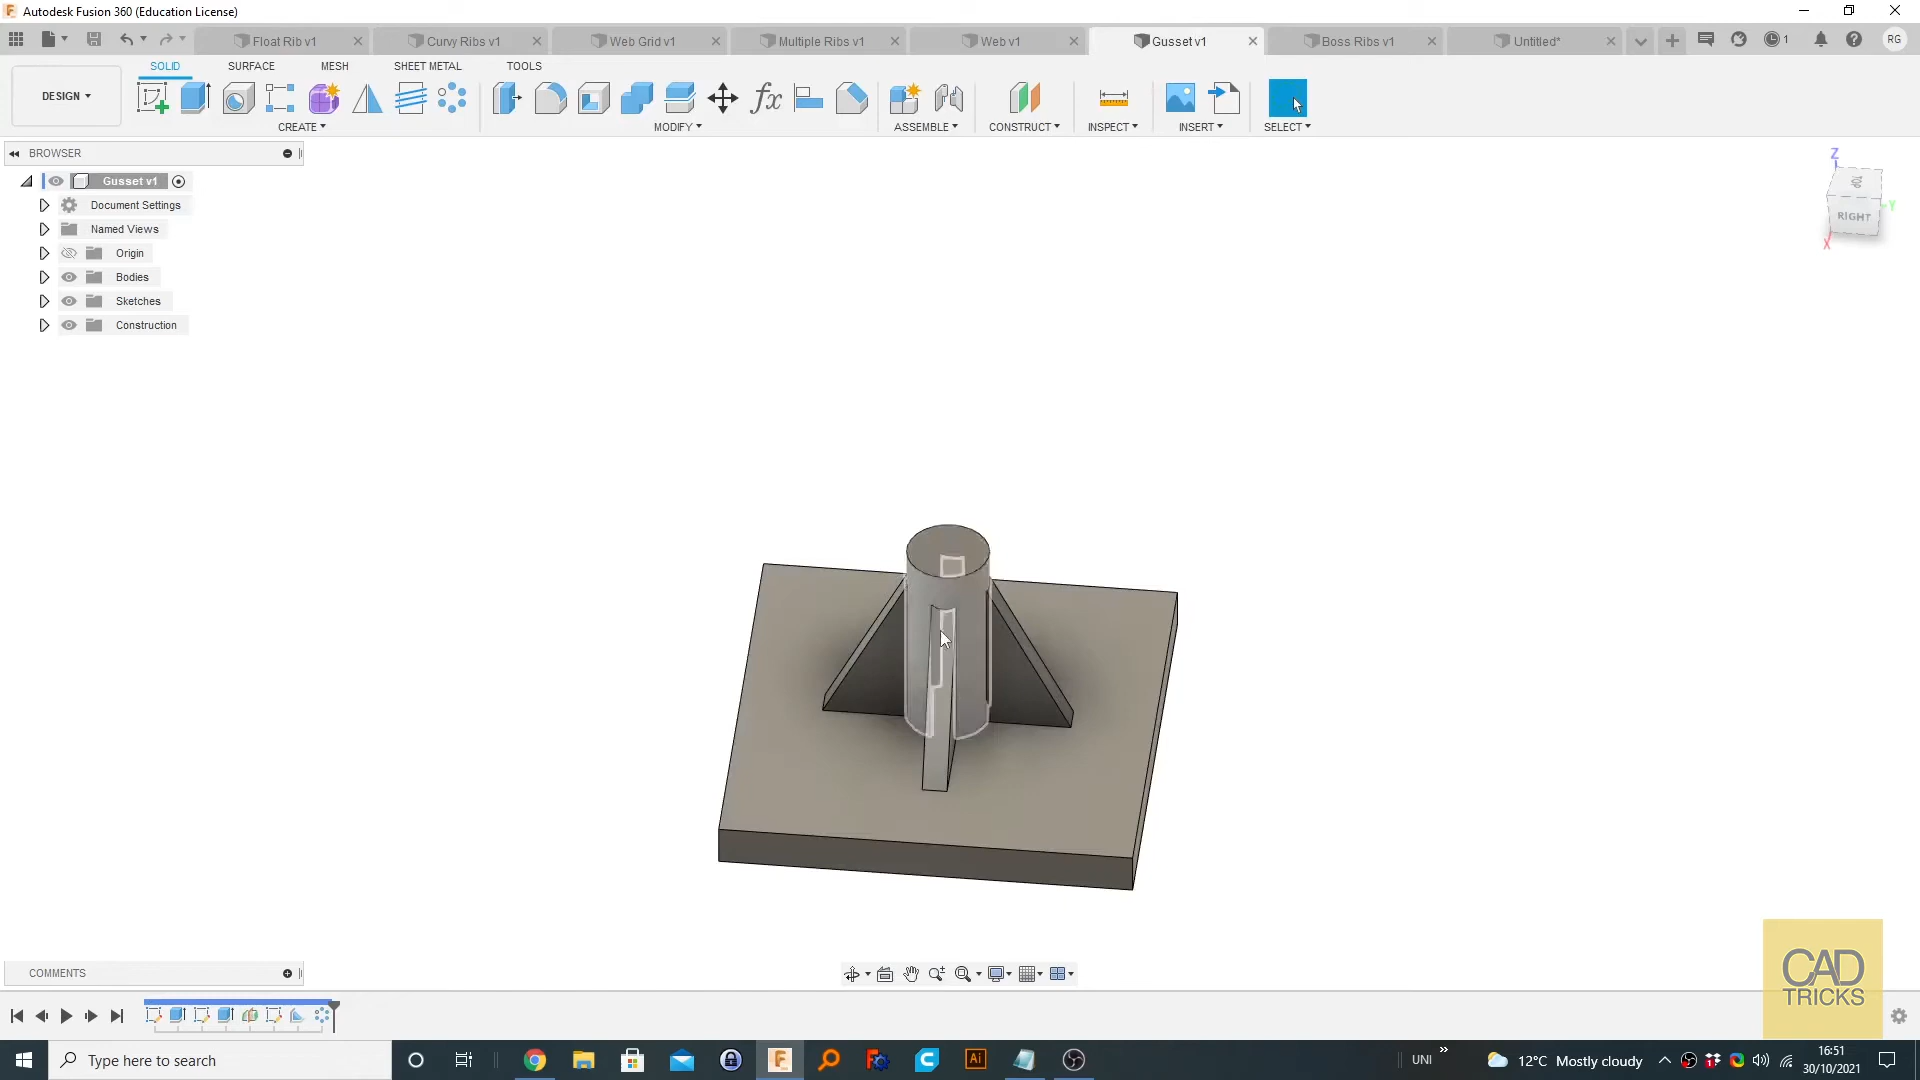 Autodesk Fusion 360 (Education License)
Float Rib v1
Curvy Ribs v1
Web Grid v1
Multiple Ribs v1
Web v1
Gusset v1
Boss Ribs v1
Untitled*
1
RG
DESIGN
SOLID
SURFACE
MESH
SHEET METAL
TOOLS
CREATE
MODIFY
ASSEMBLE
CONSTRUCT
INSPECT
INSERT
SELECT
BROWSER
Gusset v1
Document Settings
Named Views
Origin
Bodies
Sketches
Construction
Z
TOP
RIGHT
Y
X
COMMENTS
CAD
TRICKS
Type here to search
Ai
UNI
12°C Mostly cloudy
16:51
30/10/2021